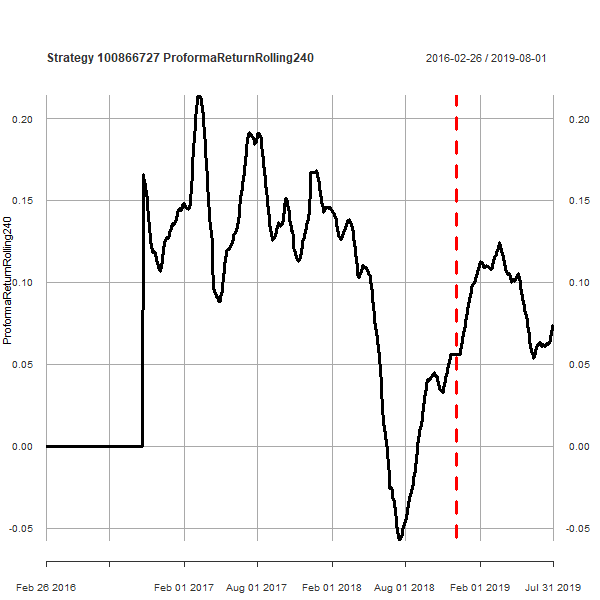 Strategy 100866727 ProformaReturnRolling240
2016-02-26 / 2019-08-01
ProformaReturnRolling240
0.20
0.15
0.10
0.05
0.00
-0.05
0.20
0.15
0.10
0.05
0.00
-0.05
Feb 26 2016
Feb 01 2017
Aug 01 2017
Feb 01 2018
Aug 01 2018
Feb 01 2019
Jul 31 2019